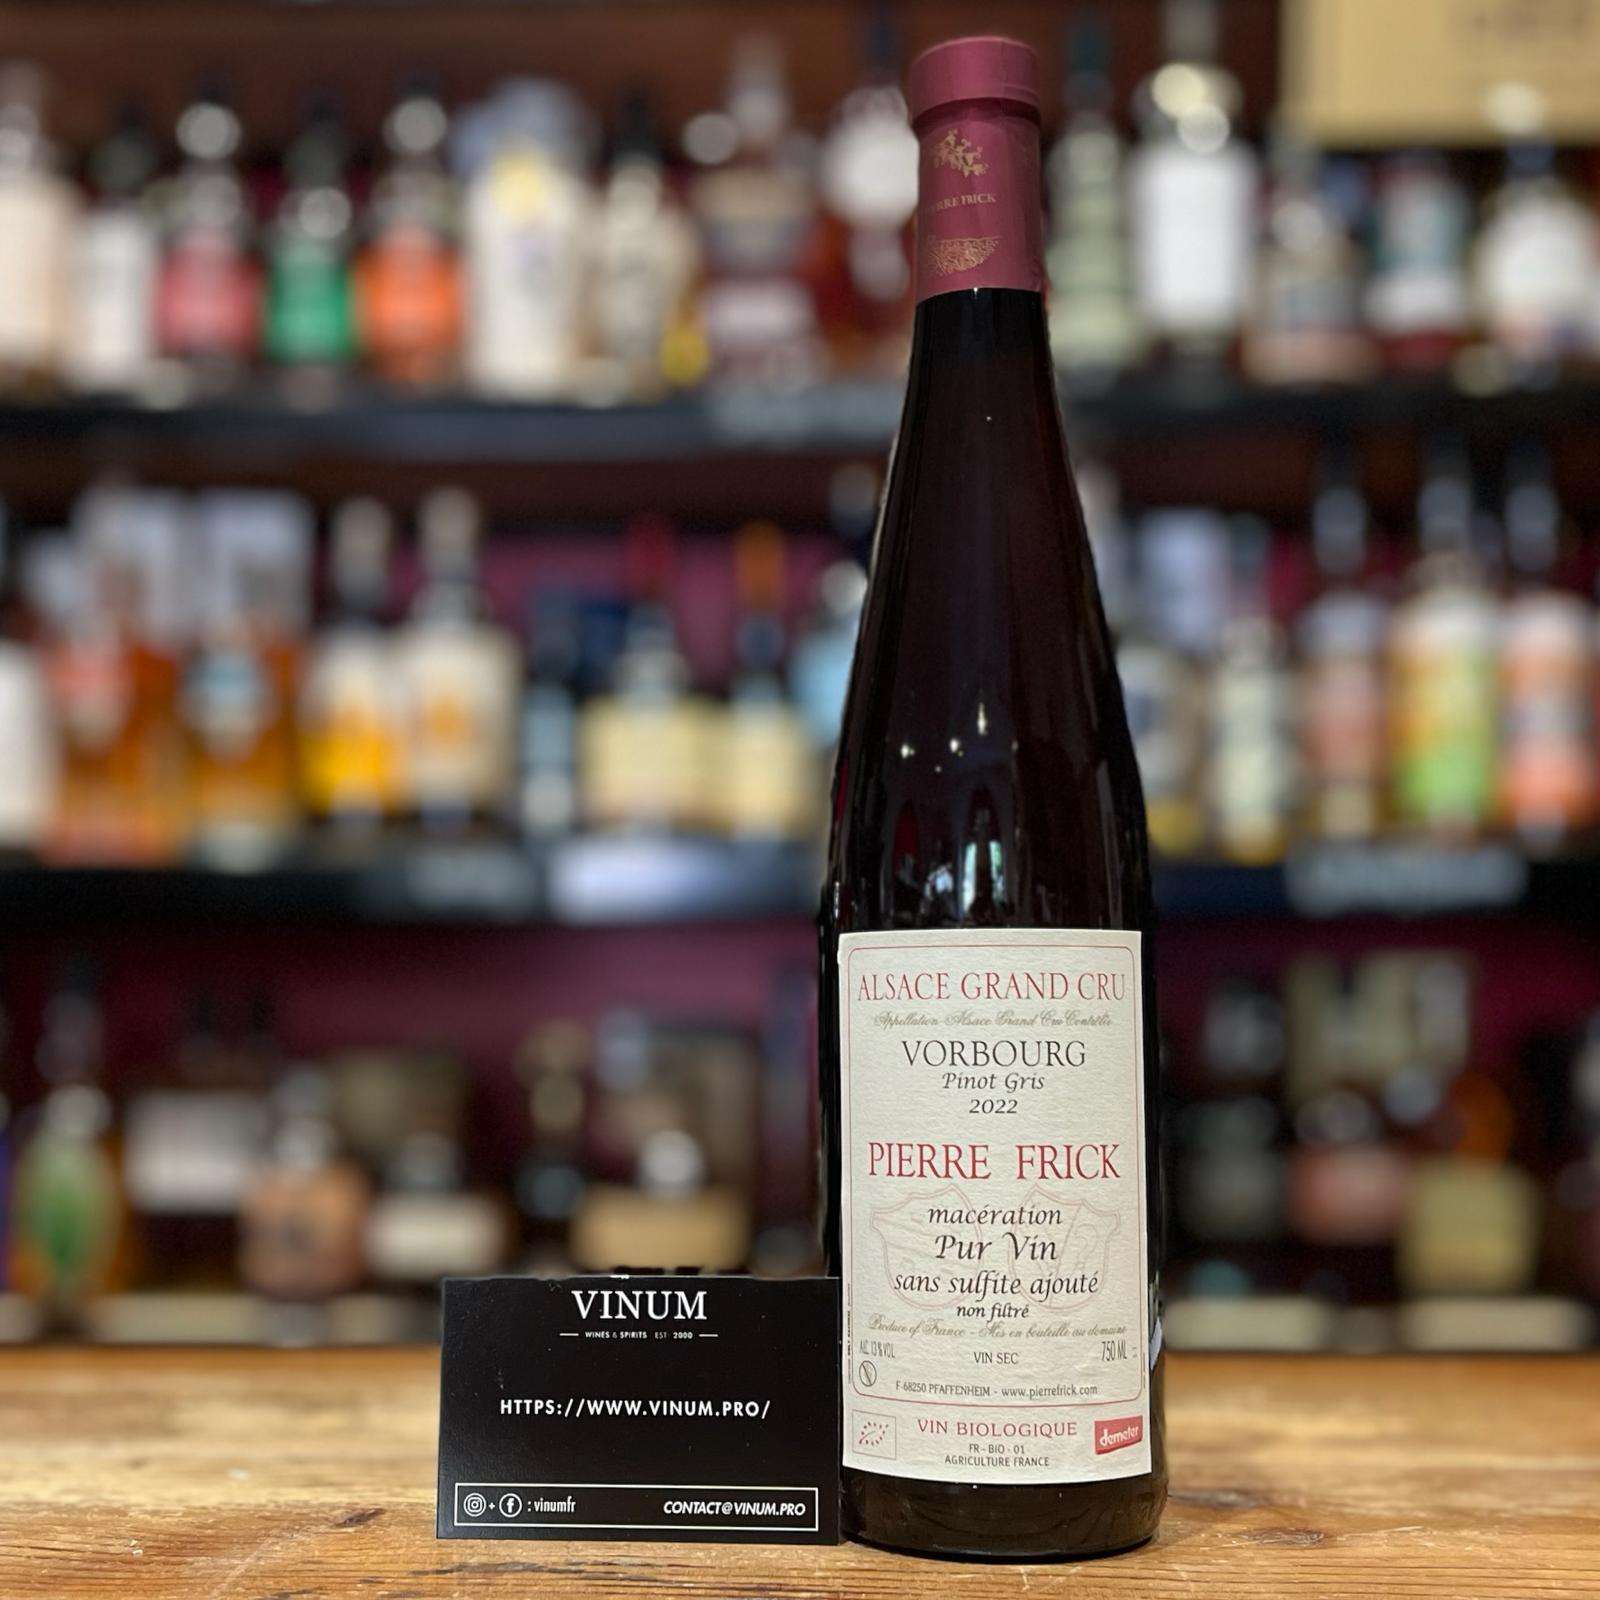 PIERRE FRICK
ALSACE GRAND CRU
Appellation Alsace Grand Cru Contrôlée
VORBOURG
Pinot Gris
2022
PIERRE FRICK
macération
Pur Vin
sans sulfite ajouté
non filtré
Produce of France - Mis en bouteille au domaine
ALC. 13 % VOL.
VIN SEC
750 ML
F-68250 PFAFFENHEIM - www.pierrefrick.com
VIN BIOLOGIQUE
FR - BIO - 01
AGRICULTURE FRANCE
demeter
VINUM
WINES & SPIRITS EST 2000
HTTPS://WWW.VINUM.PRO/
+ : vinumfr
CONTACT@VINUM.PRO